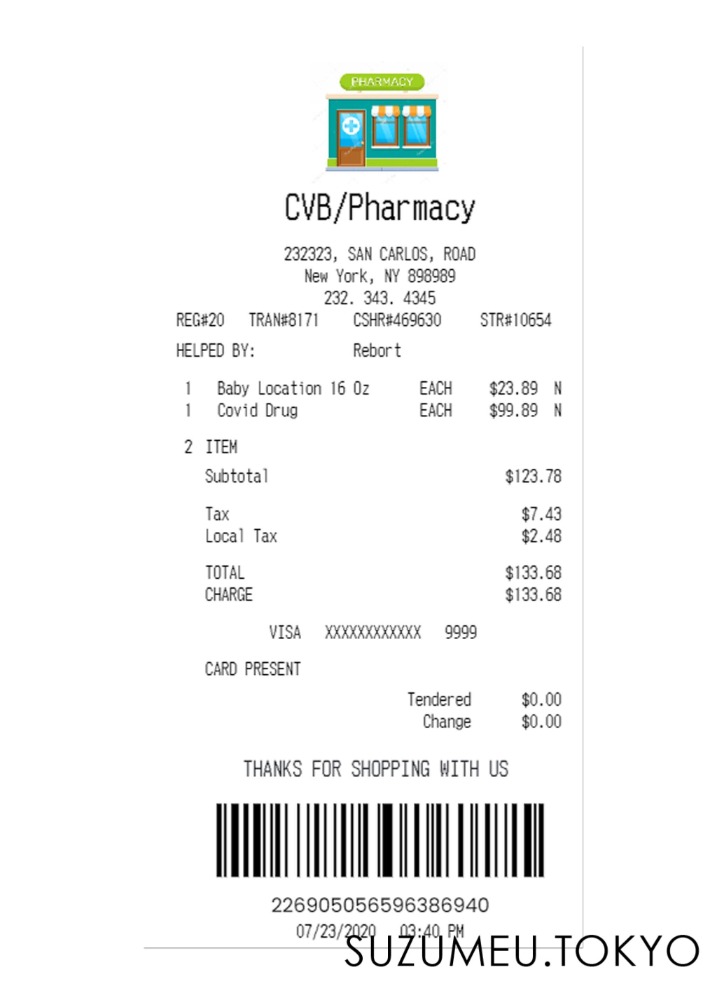 PHARMACY
CVB/Pharmacy
232323, SAN CARLOS, ROAD
New York, NY 898989
232. 343. 4345
REG#20 TRAN#8171 CSHR#469630 STR#10654
HELPED BY: Rebort
1 Baby Location 16 Oz EACH $23.89 N
1 Covid Drug EACH $99.89 N
2 ITEM
Subtotal $123.78
Tax $7.43
Local Tax $2.48
TOTAL $133.68
CHARGE $133.68
VISA XXXXXXXXXXXX 9999
CARD PRESENT
Tendered $0.00
Change $0.00
THANKS FOR SHOPPING WITH US
226905056596386940
07/23/2020 03:40 PM
SUZUMEU.TOKYO